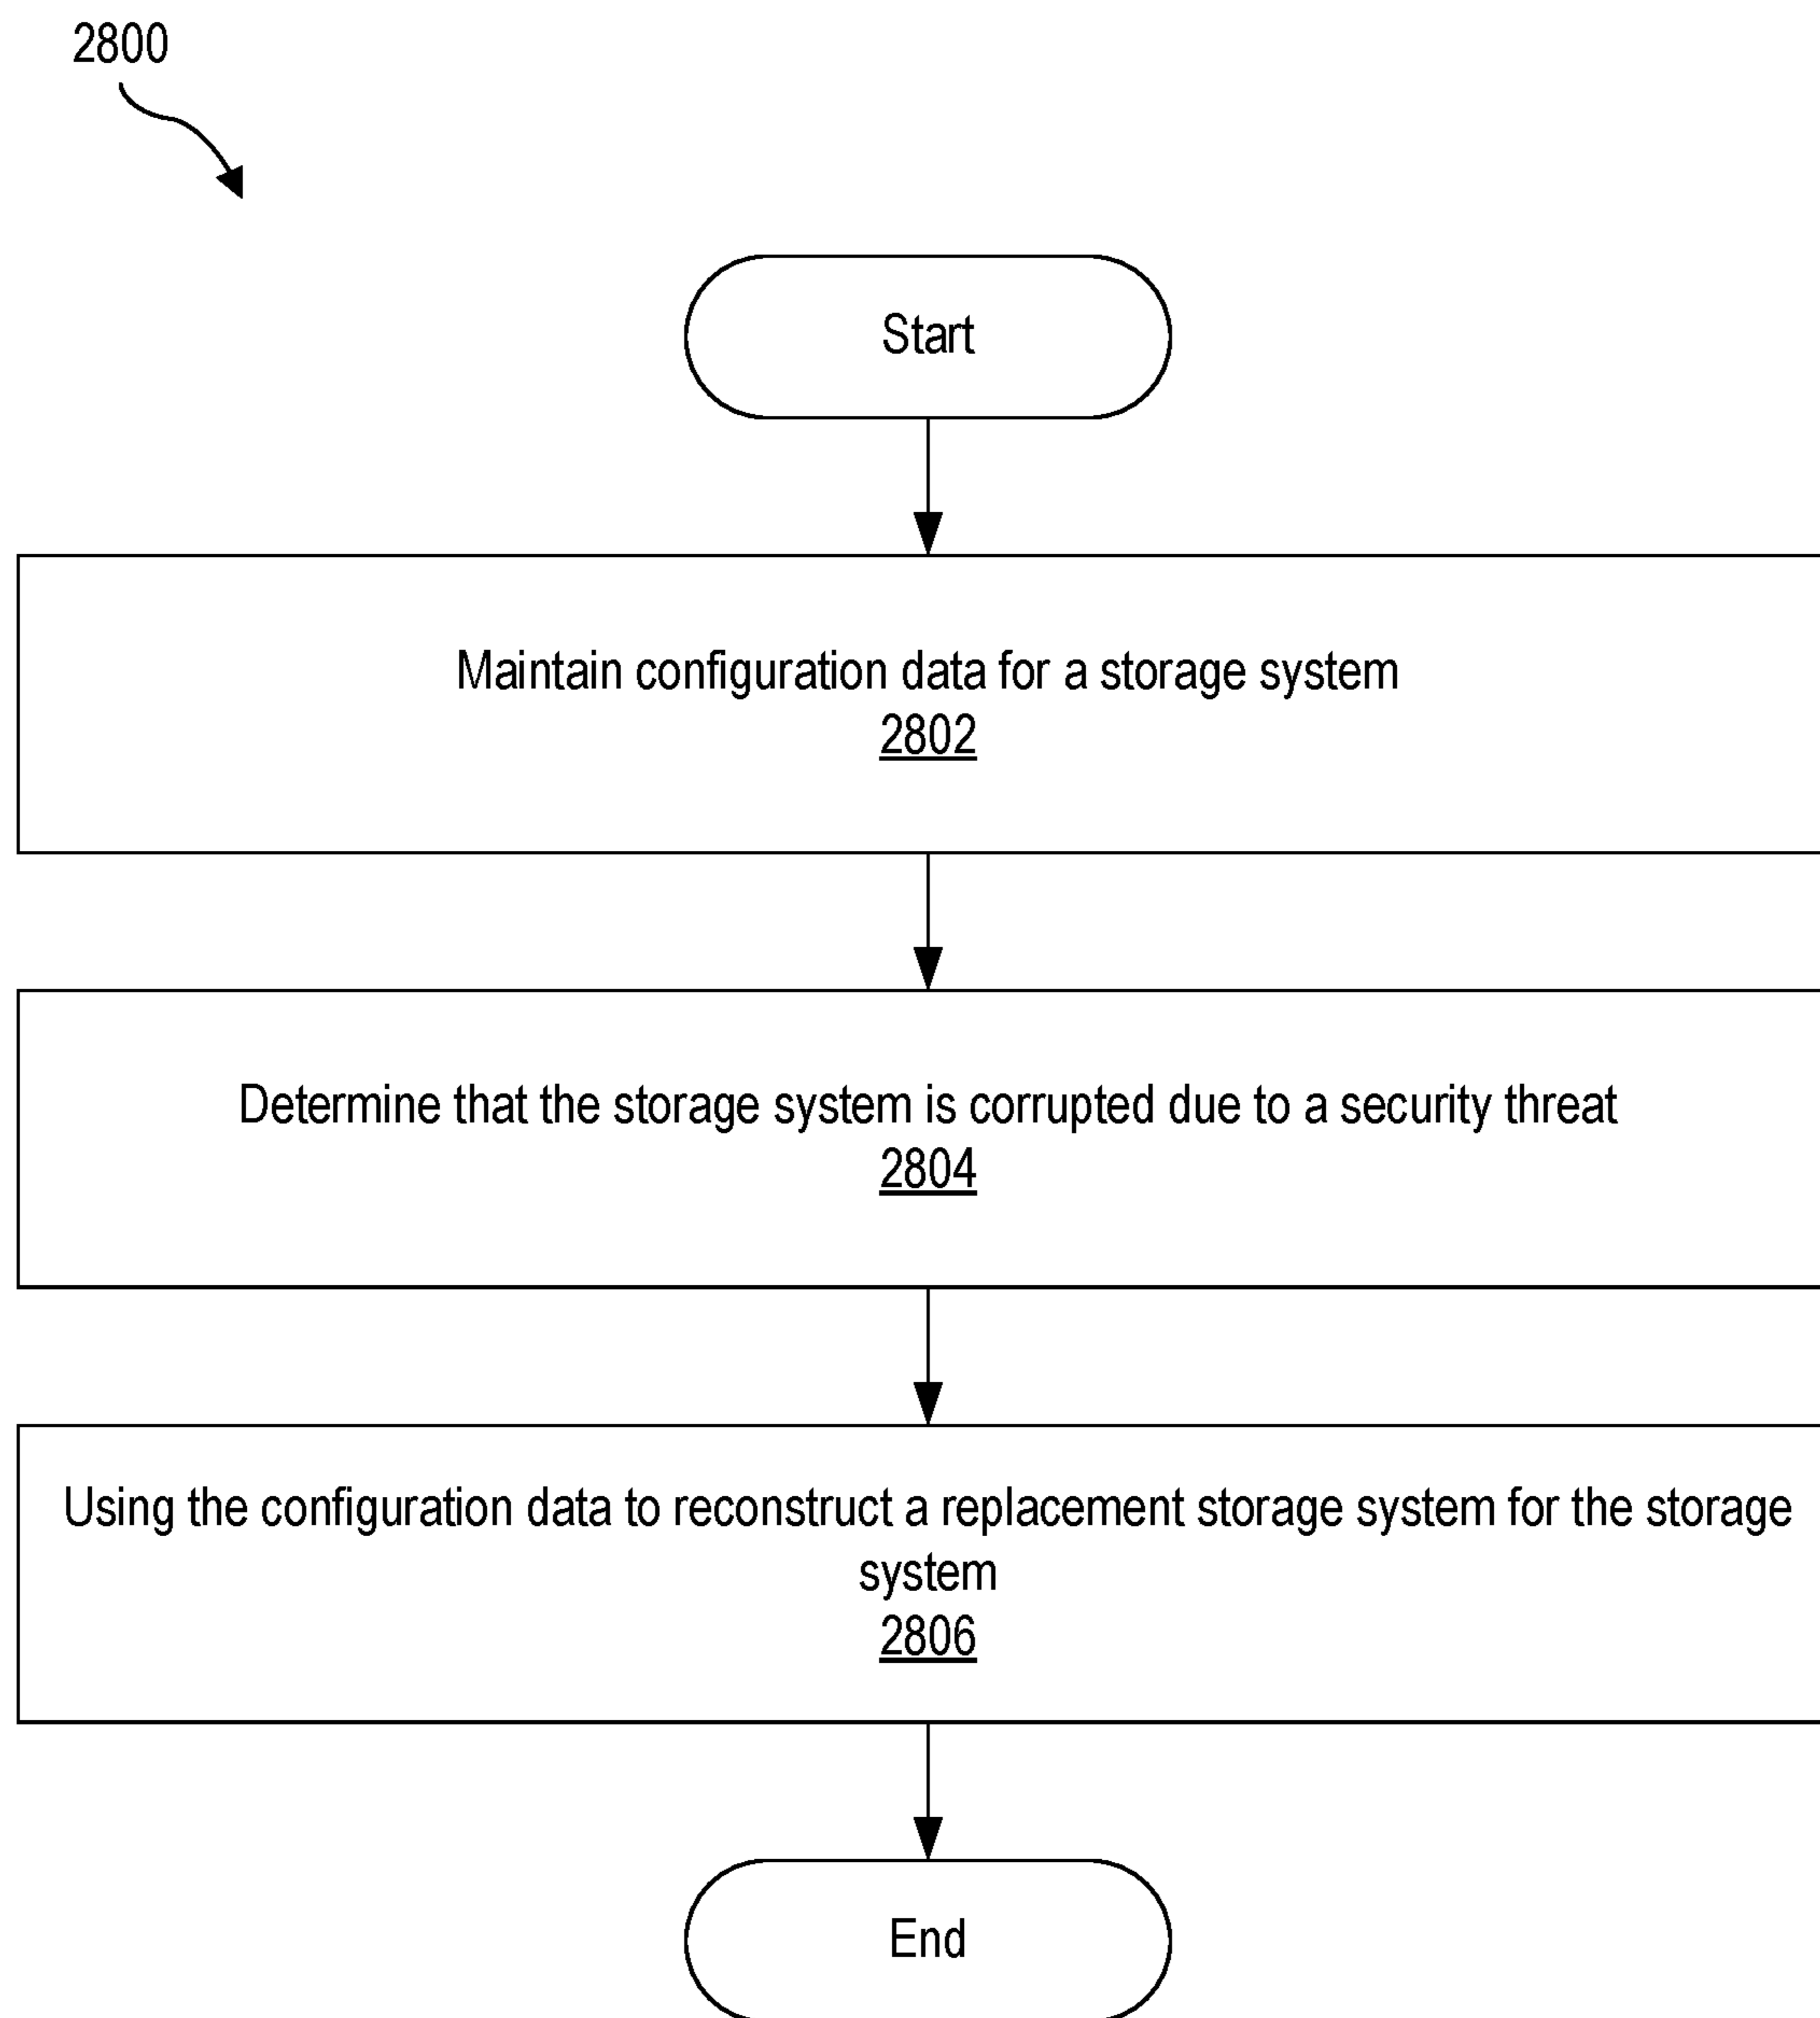 2800
Start
Maintain configuration data for a storage system
2802
Determine that the storage system is corrupted due to a security threat
2804
Using the configuration data to reconstruct a replacement storage system for the storage
system
2806
End